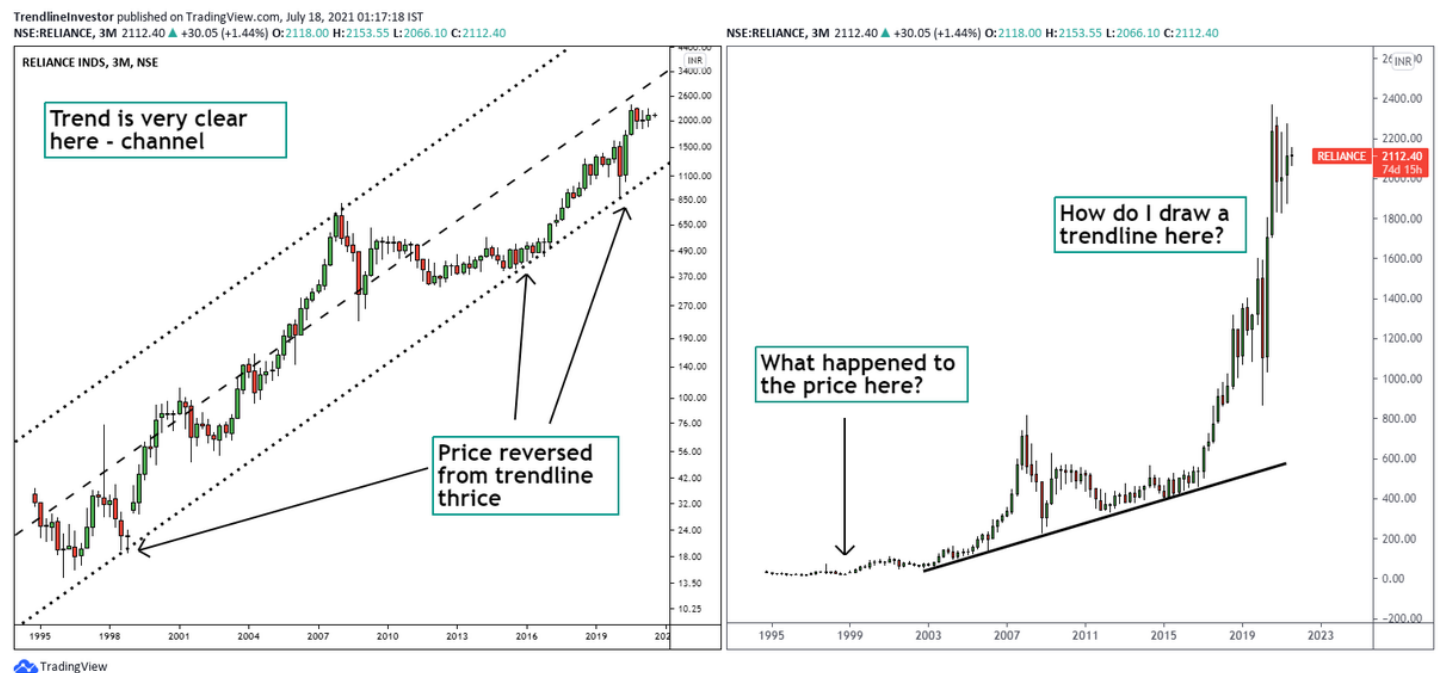 TrendlineInvestor published on TradingView.com, July 18, 2021 01:17:18 IST
NSE:RELIANCE, 3M 2112.40 ▲ +30.05 (+1.44%) O:2118.00 H:2153.55 L:2066.10 C:2112.40
RELIANCE INDS, 3M, NSE
Trend is very clear
here - channel
Price reversed
from trendline
thrice
4400.00
INR
3400.00
2600.00
2000.00
1500.00
1100.00
850.00
650.00
490.00
370.00
270.00
190.00
140.00
100.00
76.00
56.00
42.00
32.00
24.00
18.00
13.50
10.25
1995 1998 2001 2004 2007 2010 2013 2016 2019 202
NSE:RELIANCE, 3M 2112.40 ▲ +30.05 (+1.44%) O:2118.00 H:2153.55 L:2066.10 C:2112.40
How do I draw a
trendline here?
What happened to
the price here?
INR
2400.00
2200.00
RELIANCE 2112.40
74d 15h
2000.00
1800.00
1600.00
1400.00
1200.00
1000.00
800.00
600.00
400.00
200.00
0.00
-200.00
1995 1999 2003 2007 2011 2015 2019 2023
TradingView